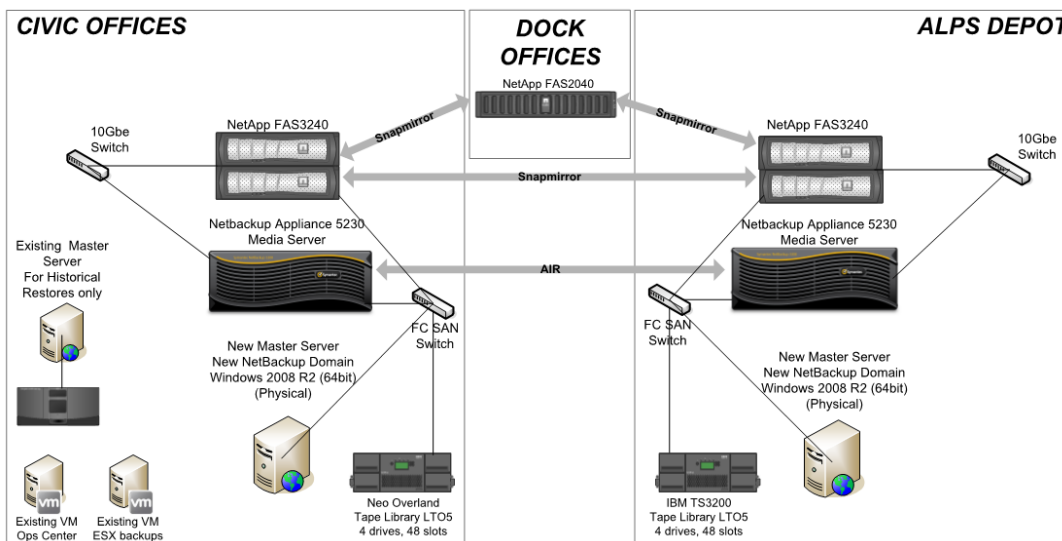 CIVIC OFFICES
DOCK
OFFICES
ALPS DEPOT
NetApp FAS2040
10Gbe
Switch
NetApp FAS3240
Snapmirror
Snapmirror
NetApp FAS3240
10Gbe
Switch
Snapmirror
Netbackup Appliance 5230
Media Server
Netbackup Appliance 5230
Media Server
Existing Master
Server
For Historical
Restores only
AIR
FC SAN
Switch
FC SAN
Switch
New Master Server
New NetBackup Domain
Windows 2008 R2 (64bit)
(Physical)
New Master Server
New NetBackup Domain
Windows 2008 R2 (64bit)
(Physical)
vm
vm
Existing VM
Ops Center
Existing VM
ESX backups
Neo Overland
Tape Library LTO5
4 drives, 48 slots
IBM TS3200
Tape Library LTO5
4 drives, 48 slots